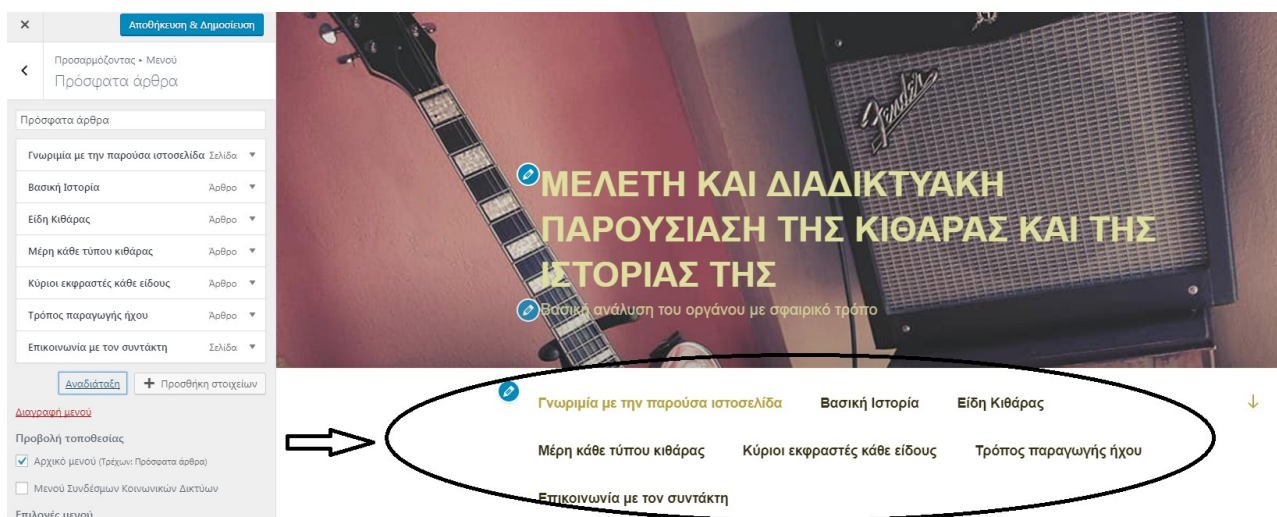 Αποθήκευση & Δημοσίευση
Προσαρμόζοντας ▸ Μενού
Πρόσφατα άρθρα
Πρόσφατα άρθρα
Γνωριμία με την παρούσα ιστοσελίδα Σελίδα
Βασική Ιστορία Άρθρο
Είδη Κιθάρας Άρθρο
Μέρη κάθε τύπου κιθάρας Άρθρο
Κύριοι εκφραστές κάθε είδους Άρθρο
Τρόπος παραγωγής ήχου Άρθρο
Επικοινωνία με τον συντάκτη Σελίδα
Αναδιάταξη + Προσθήκη στοιχείων
Διαγραφή μενού
Προβολή τοποθεσίας
Αρχικό μενού (Τρέχων: Πρόσφατα άρθρα)
Μενού Συνδέσμων Κοινωνικών Δικτύων
Επιλογές μενού
Fender
ΜΕΛΕΤΗ ΚΑΙ ΔΙΑΔΙΚΤΥΑΚΗ
ΠΑΡΟΥΣΙΑΣΗ ΤΗΣ ΚΙΘΑΡΑΣ ΚΑΙ ΤΗΣ
ΙΣΤΟΡΙΑΣ ΤΗΣ
Βασική ανάλυση του οργάνου με σφαιρικό τρόπο
Γνωριμία με την παρούσα ιστοσελίδα Βασική Ιστορία Είδη Κιθάρας
Μέρη κάθε τύπου κιθάρας Κύριοι εκφραστές κάθε είδους Τρόπος παραγωγής ήχου
Επικοινωνία με τον συντάκτη